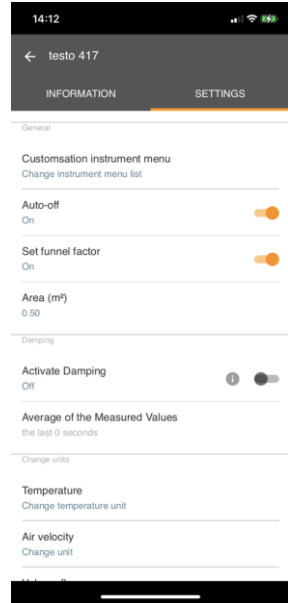 14:12
testo 417
INFORMATION
SETTINGS
General
Customsation instrument menu
Change instrument menu list
Auto-off
On
Set funnel factor
On
Area (m²)
0.50
Damping
Activate Damping
Off
Average of the Measured Values
the last 0 seconds
Change units
Temperature
Change temperature unit
Air velocity
Change unit